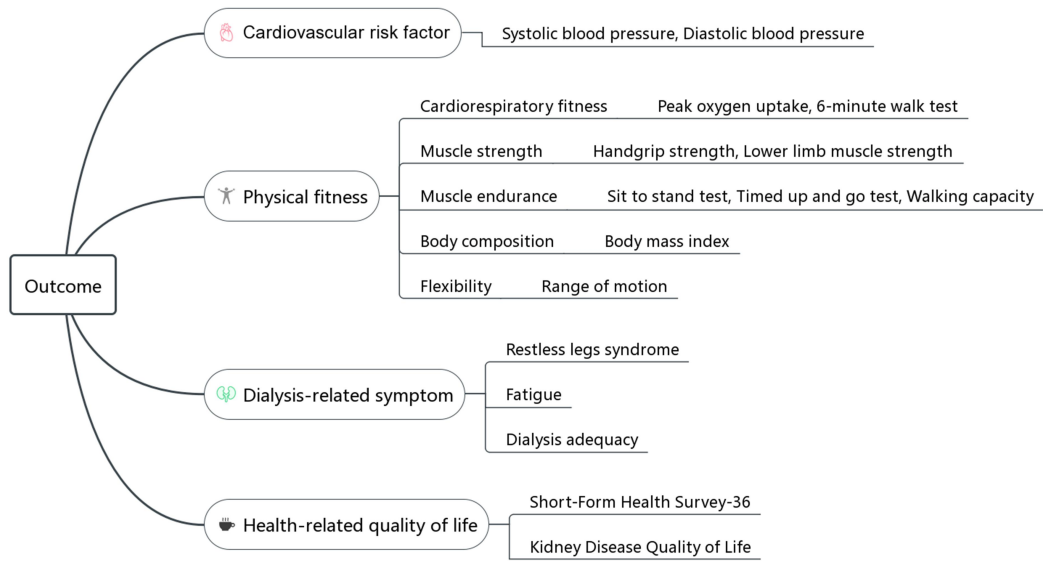 Cardiovascular risk factor
Systolic blood pressure, Diastolic blood pressure
Cardiorespiratory fitness Peak oxygen uptake, 6-minute walk test
Muscle strength Handgrip strength, Lower limb muscle strength
Physical fitness
Muscle endurance Sit to stand test, Timed up and go test, Walking capacity
Body composition Body mass index
Flexibility Range of motion
Outcome
Restless legs syndrome
Dialysis-related symptom
Fatigue
Dialysis adequacy
Health-related quality of life
Short-Form Health Survey-36
Kidney Disease Quality of Life